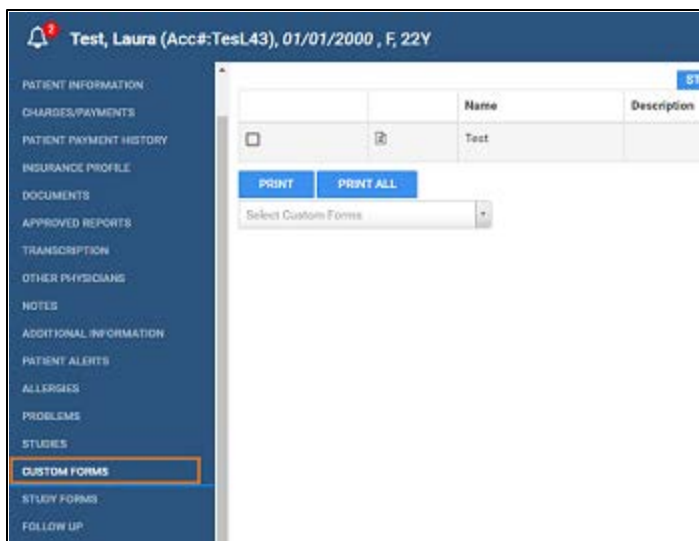 2
Test, Laura (Acc#:TesL43), 01/01/2000 , F, 22Y
PATIENT INFORMATION
CHARGES/PAYMENTS
PATIENT PAYMENT HISTORY
INSURANCE PROFILE
DOCUMENTS
APPROVED REPORTS
TRANSCRIPTION
OTHER PHYSICIANS
NOTES
ADDITIONAL INFORMATION
PATIENT ALERTS
ALLERGIES
PROBLEMS
STUDIES
CUSTOM FORMS
STUDY FORMS
FOLLOW UP
ST
Name Description
Test
PRINT PRINT ALL
Select Custom Forms